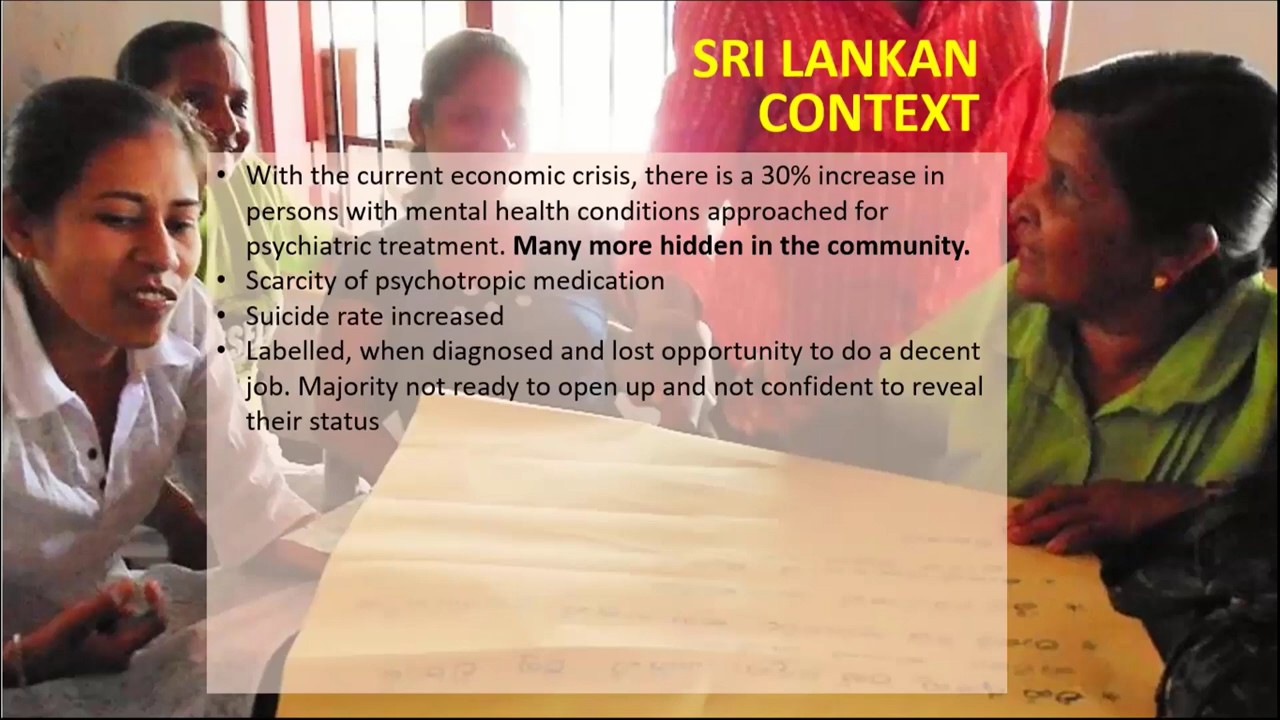 SRI LANKAN
CONTEXT
• With the current economic crisis, there is a 30% increase in
persons with mental health conditions approached for
psychiatric treatment. Many more hidden in the community.
• Scarcity of psychotropic medication
• Suicide rate increased
• Labelled, when diagnosed and lost opportunity to do a decent
job. Majority not ready to open up and not confident to reveal
their status